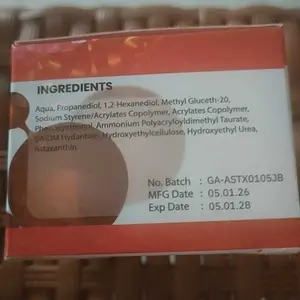 INGREDIENTS
Aqua, Propanediol, 1,2-Hexanediol, Methyl Gluceth-20,
Sodium Styrene/Acrylates Copolymer, Acrylates Copolymer,
Phenoxyethanol, Ammonium Polyacryloyldimethyl Taurate,
DMDM Hydantoin, Hydroxyethylcellulose, Hydroxyethyl Urea,
Astaxanthin.
No. Batch : GA-ASTX0105JB
MFG Date : 05.01.26
Exp Date : 05.01.28